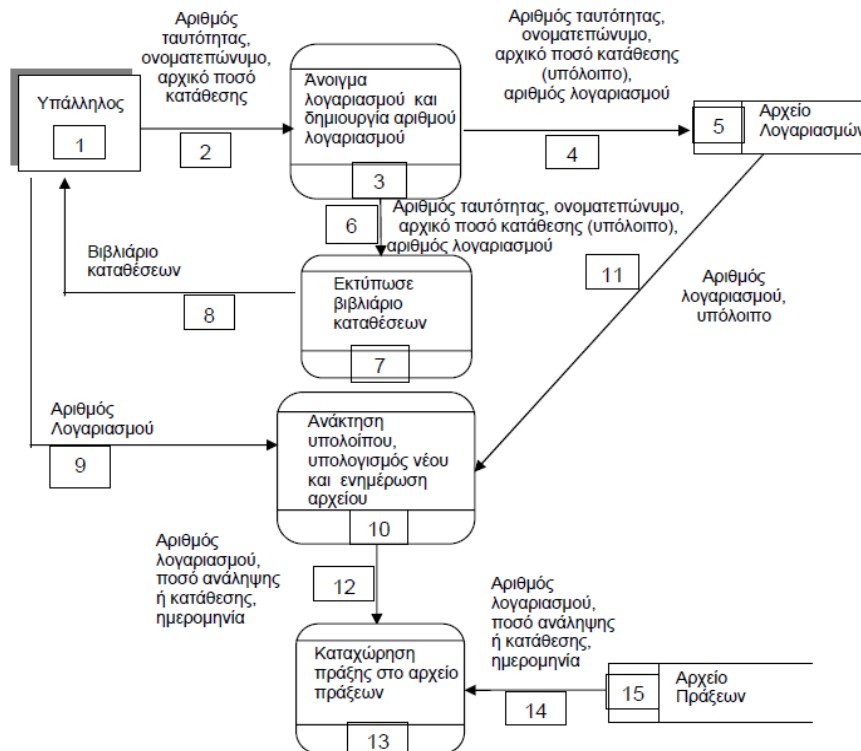 Αριθμός
ταυτότητας,
ονοματεπώνυμο,
αρχικό ποσό
κατάθεσης
Αριθμός ταυτότητας,
ονοματεπώνυμο,
αρχικό ποσό κατάθεσης
(υπόλοιπο),
αριθμός λογαριασμού
Υπάλληλος
1
2
Άνοιγμα
λογαριασμού και
δημιουργία αριθμού
λογαριασμού
3
4
5
Αρχείο
Λογαριασμών
6
Αριθμός ταυτότητας, ονοματεπώνυμο,
αρχικό ποσό κατάθεσης (υπόλοιπο),
αριθμός λογαριασμού
Βιβλιάριο
καταθέσεων
8
Εκτύπωσε
βιβλιάριο
καταθέσεων
7
11
Αριθμός
λογαριασμού,
υπόλοιπο
Αριθμός
Λογαριασμού
9
Ανάκτηση
υπολοίπου,
υπολογισμός νέου
και ενημέρωση
αρχείου
10
Αριθμός
λογαριασμού,
ποσό ανάληψης
ή κατάθεσης,
ημερομηνία
12
Αριθμός
λογαριασμού,
ποσό ανάληψης
ή κατάθεσης,
ημερομηνία
Καταχώρηση
πράξης στο αρχείο
πράξεων
13
14
15
Αρχείο
Πράξεων